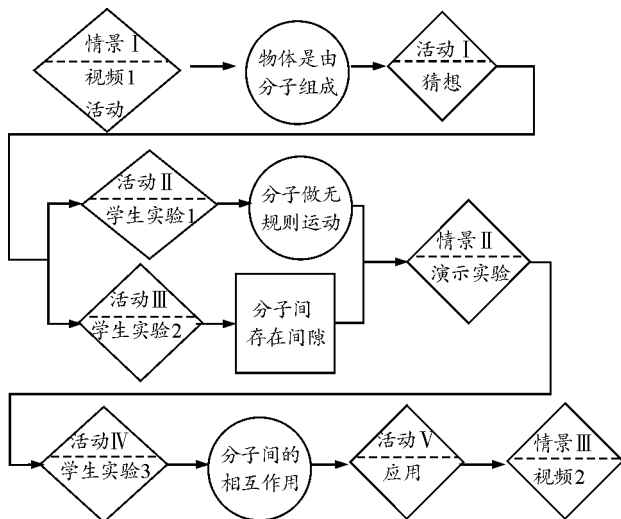 情景Ⅰ
视频1
活动
物体是由
分子组成
活动Ⅰ
猜想
活动Ⅱ
学生实验1
分子做无
规则运动
活动Ⅲ
学生实验2
分子间
存在间隙
情景Ⅱ
演示实验
活动Ⅳ
学生实验3
分子间的
相互作用
活动Ⅴ
应用
情景Ⅲ
视频2